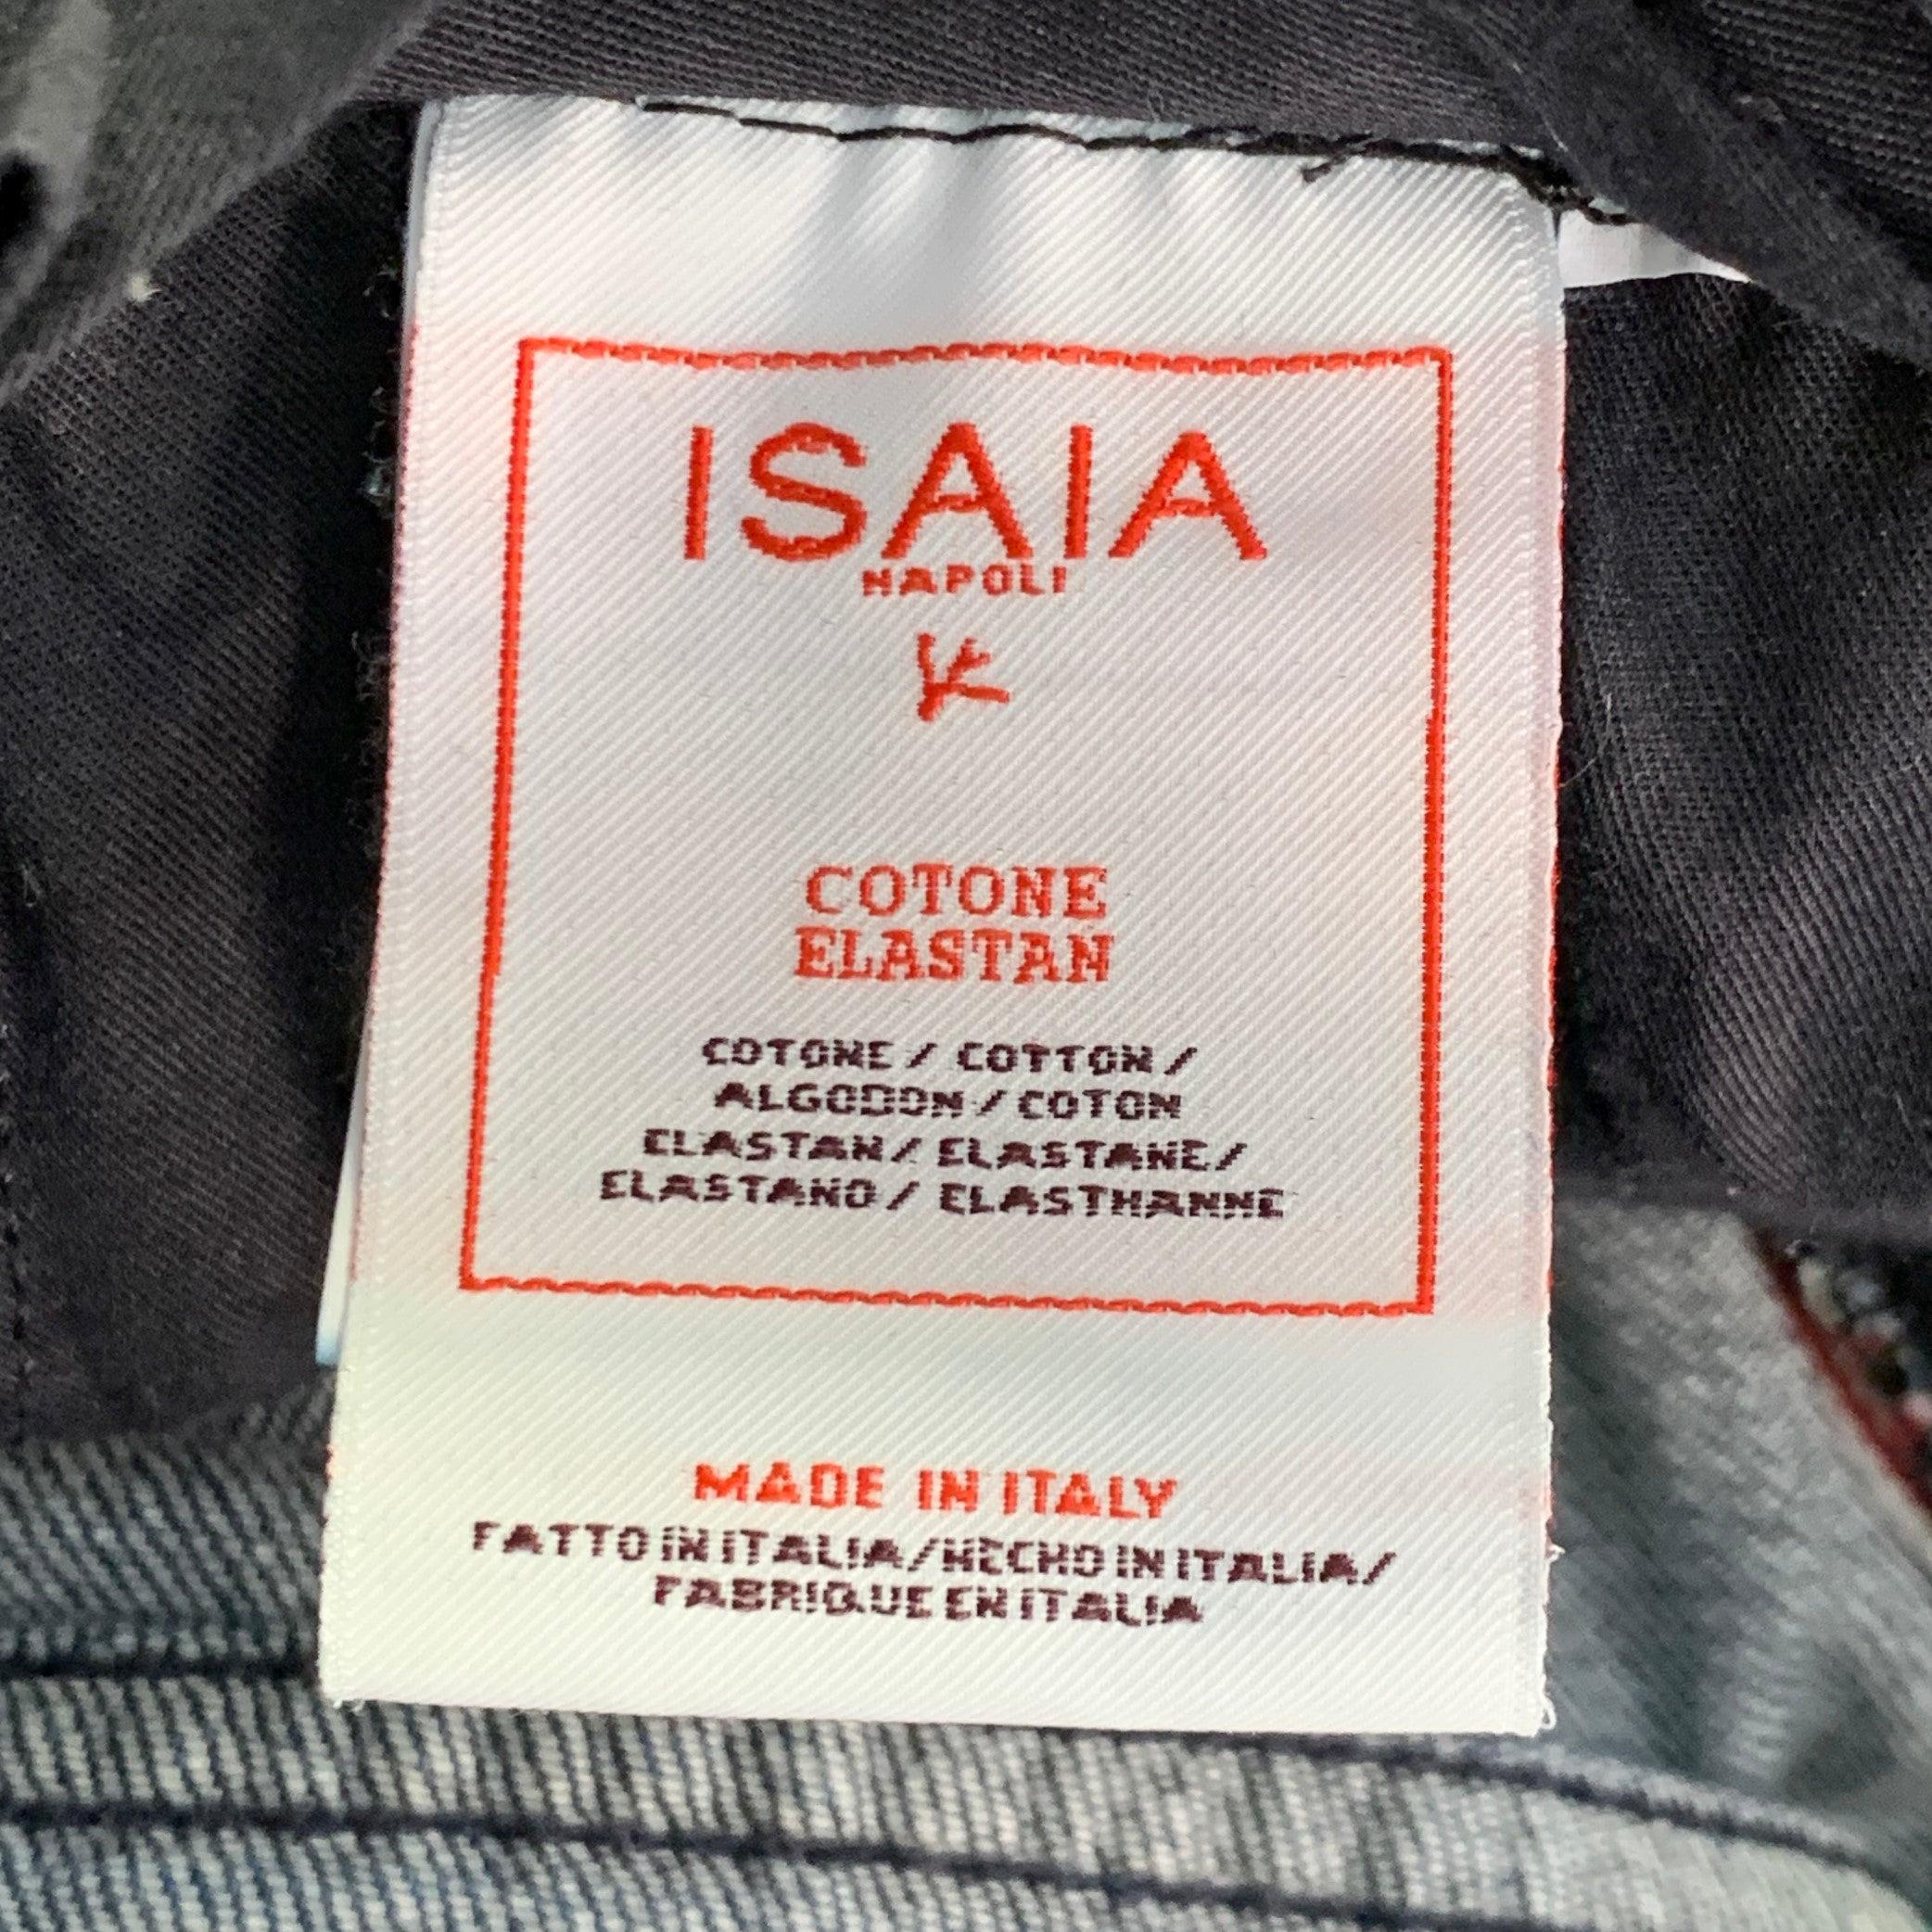 ISAIA
NAPOLI
COTONE
ELASTAN
COTONE / COTTON /
ALGODON / COTON
ELASTAN / ELASTANE /
ELASTANO / ELASTHANNE
MADE IN ITALY
FATTO IN ITALIA/HECHO IN ITALIA/
FABRIQUE EN ITALIA